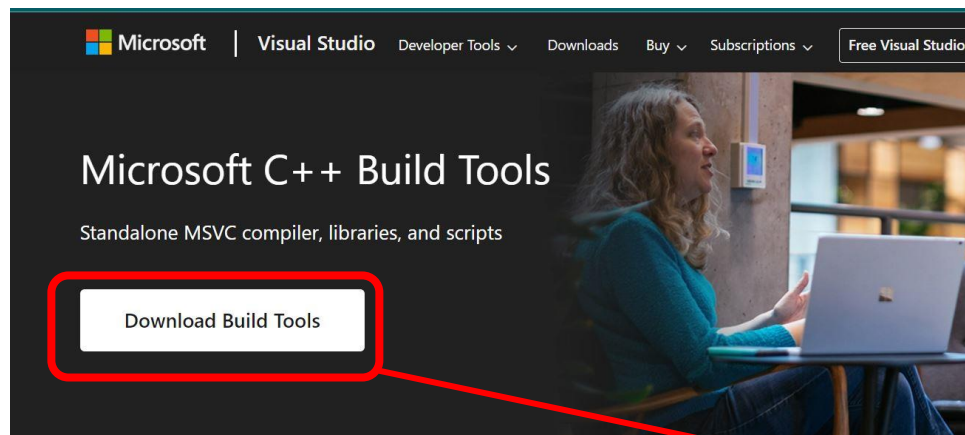 Microsoft | Visual Studio Developer Tools Downloads Buy Subscriptions Free Visual Studio
Microsoft C++ Build Tools
Standalone MSVC compiler, libraries, and scripts
Download Build Tools